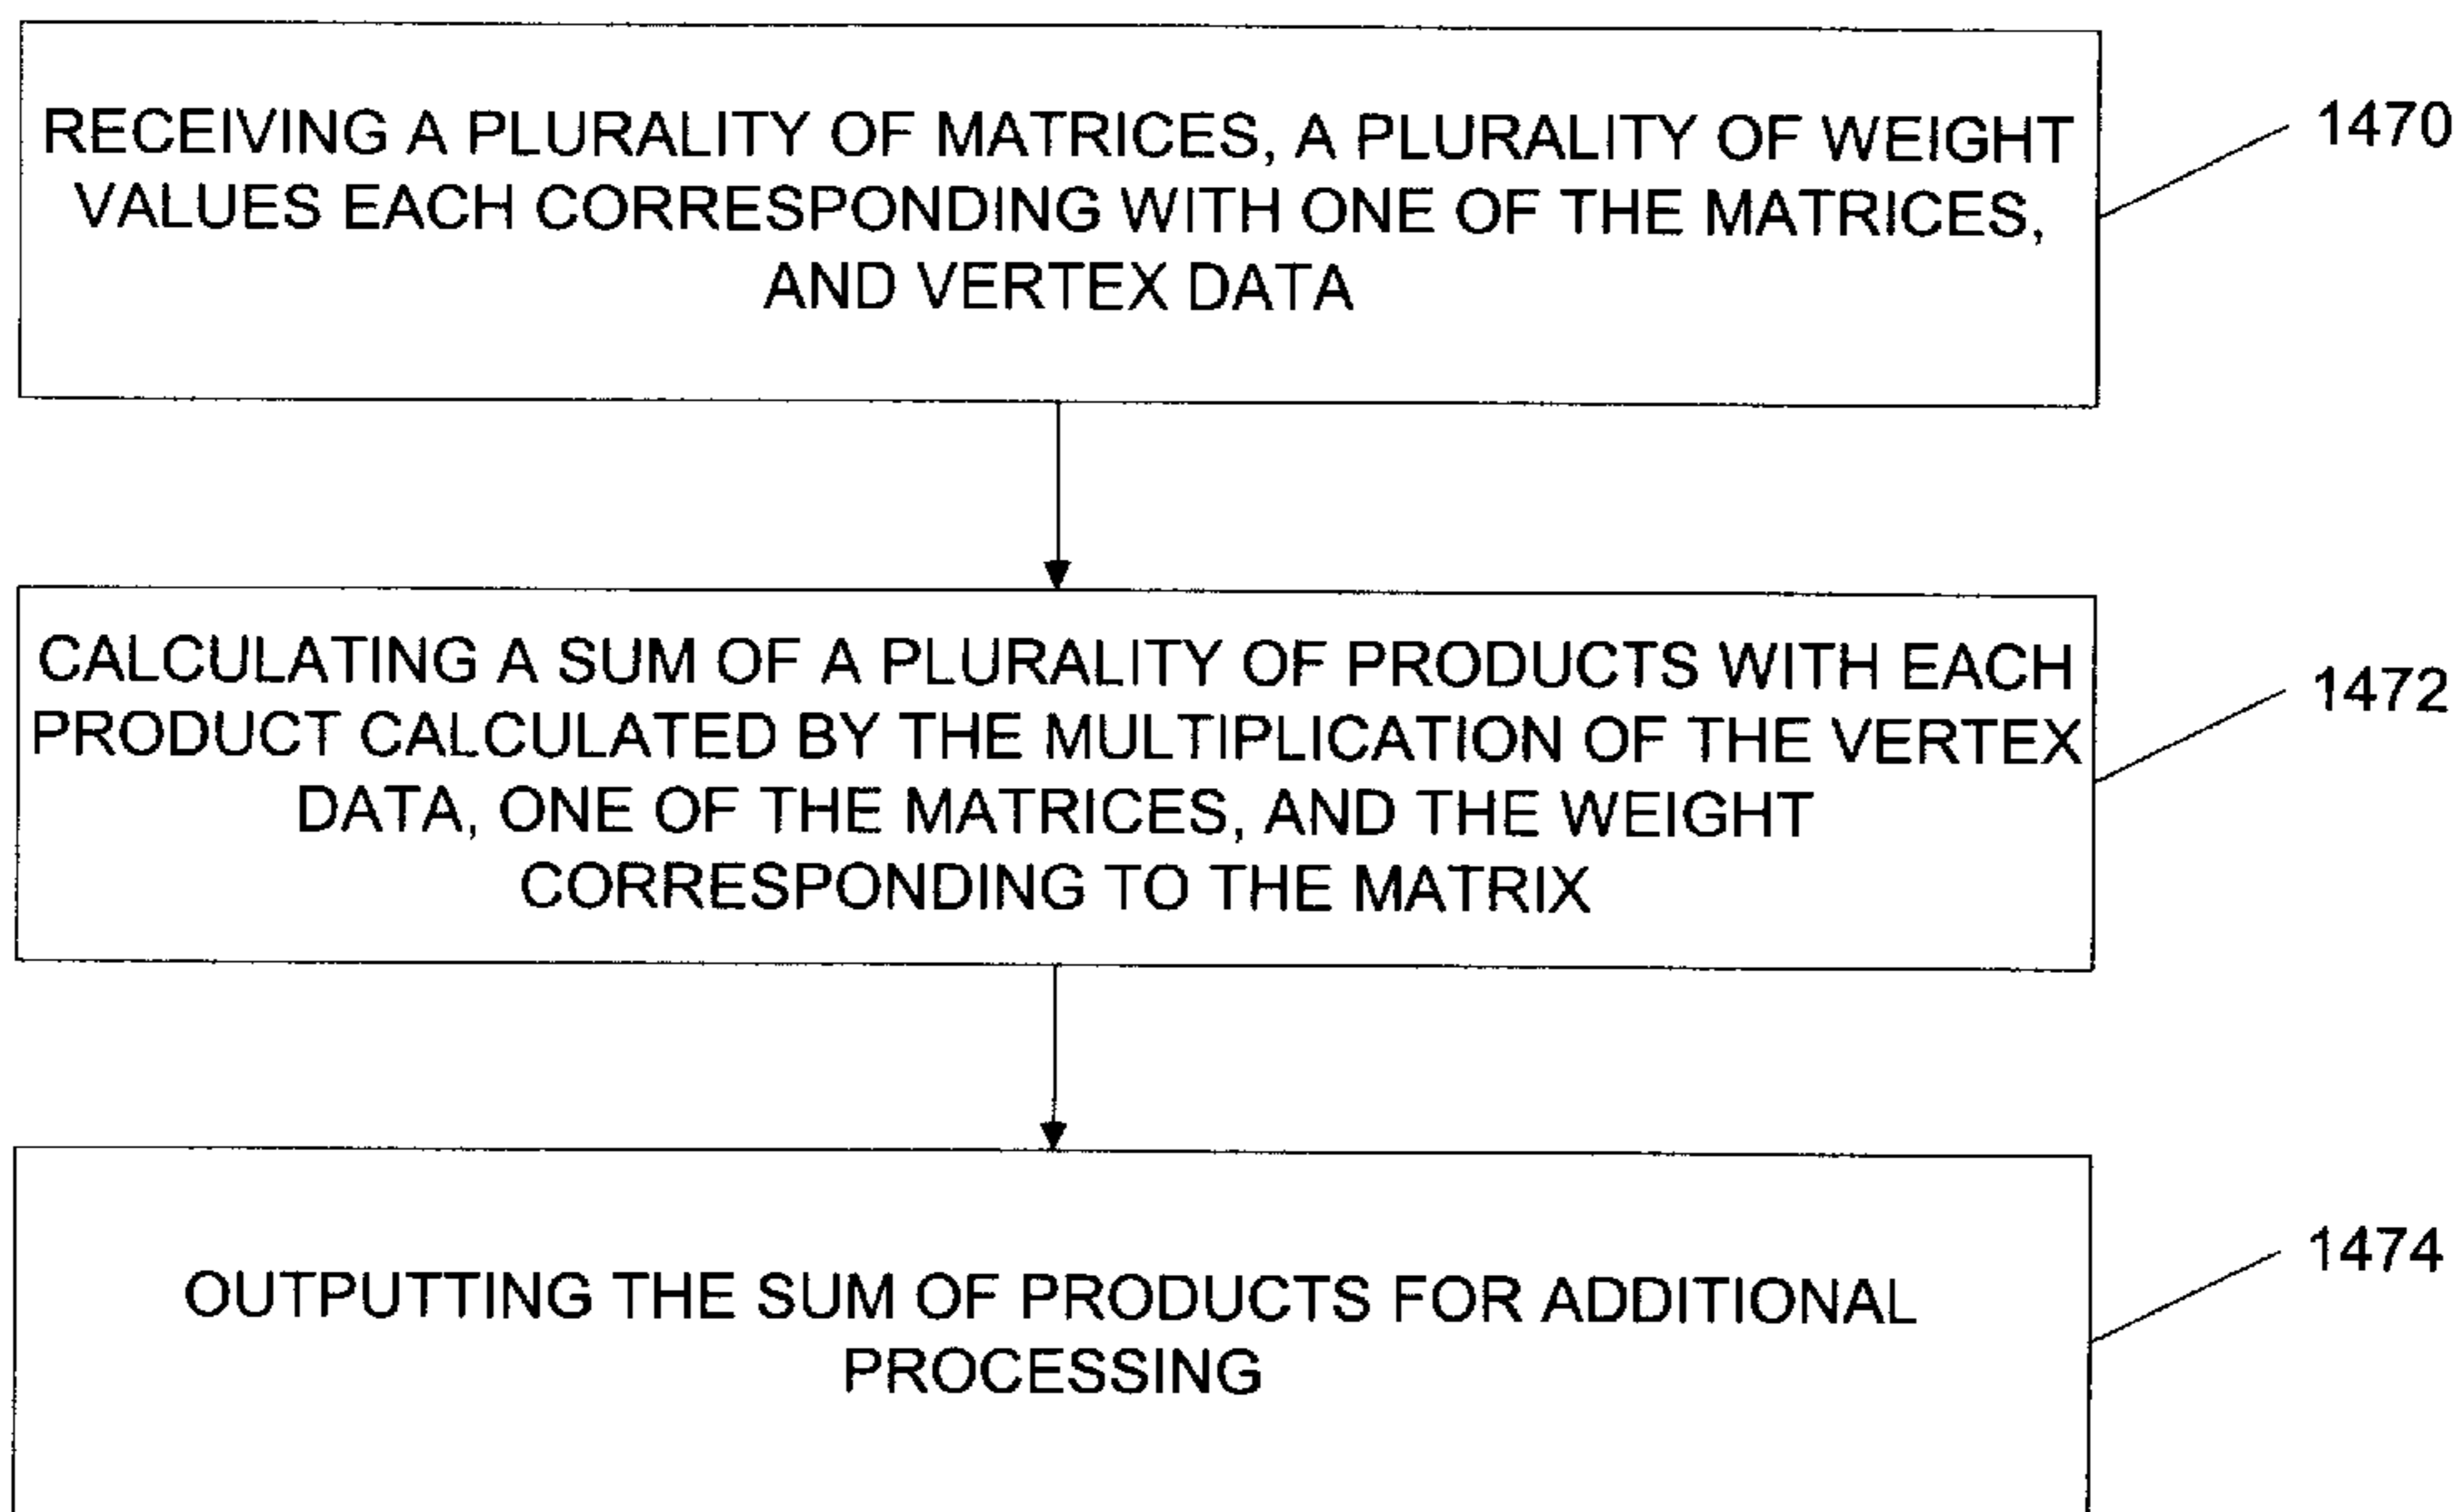 RECEIVING A PLURALITY OF MATRICES, A PLURALITY OF WEIGHT
VALUES EACH CORRESPONDING WITH ONE OF THE MATRICES,
AND VERTEX DATA
1470
CALCULATING A SUM OF A PLURALITY OF PRODUCTS WITH EACH
PRODUCT CALCULATED BY THE MULTIPLICATION OF THE VERTEX
DATA, ONE OF THE MATRICES, AND THE WEIGHT
CORRESPONDING TO THE MATRIX
1472
OUTPUTTING THE SUM OF PRODUCTS FOR ADDITIONAL
PROCESSING
1474